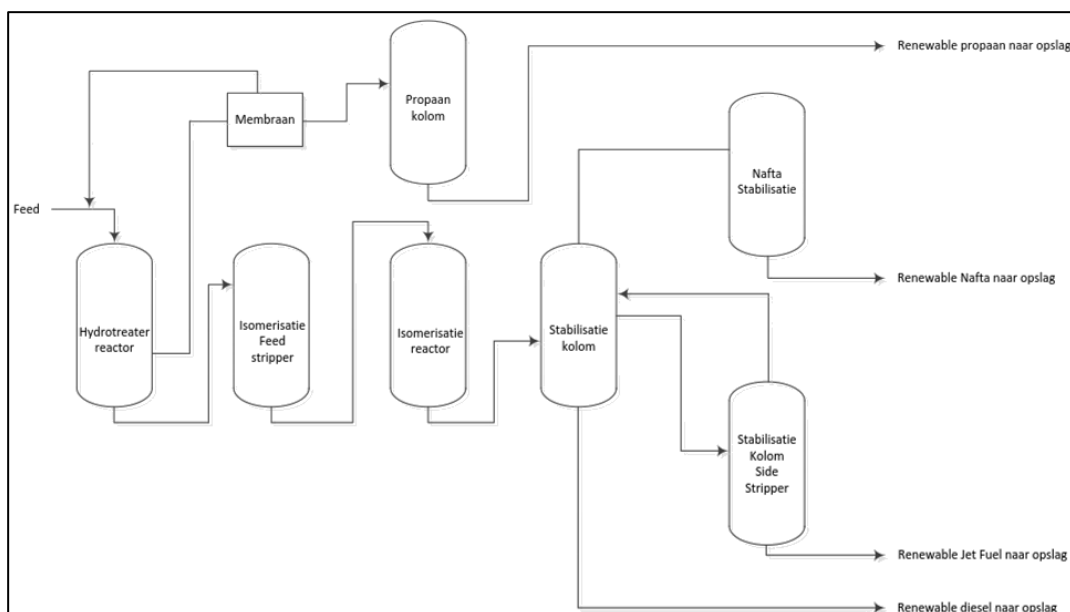 Renewable propaan naar opslag
Propaan
kolom
Membraan
Nafta
Stabilisatie
Feed
Renewable Nafta naar opslag
Hydrotreater
reactor
Isomerisatie
Feed
stripper
Isomerisatie
reactor
Stabilisatie
kolom
Stabilisatie
Kolom
Side
Stripper
Renewable Jet Fuel naar opslag
Renewable diesel naar opslag